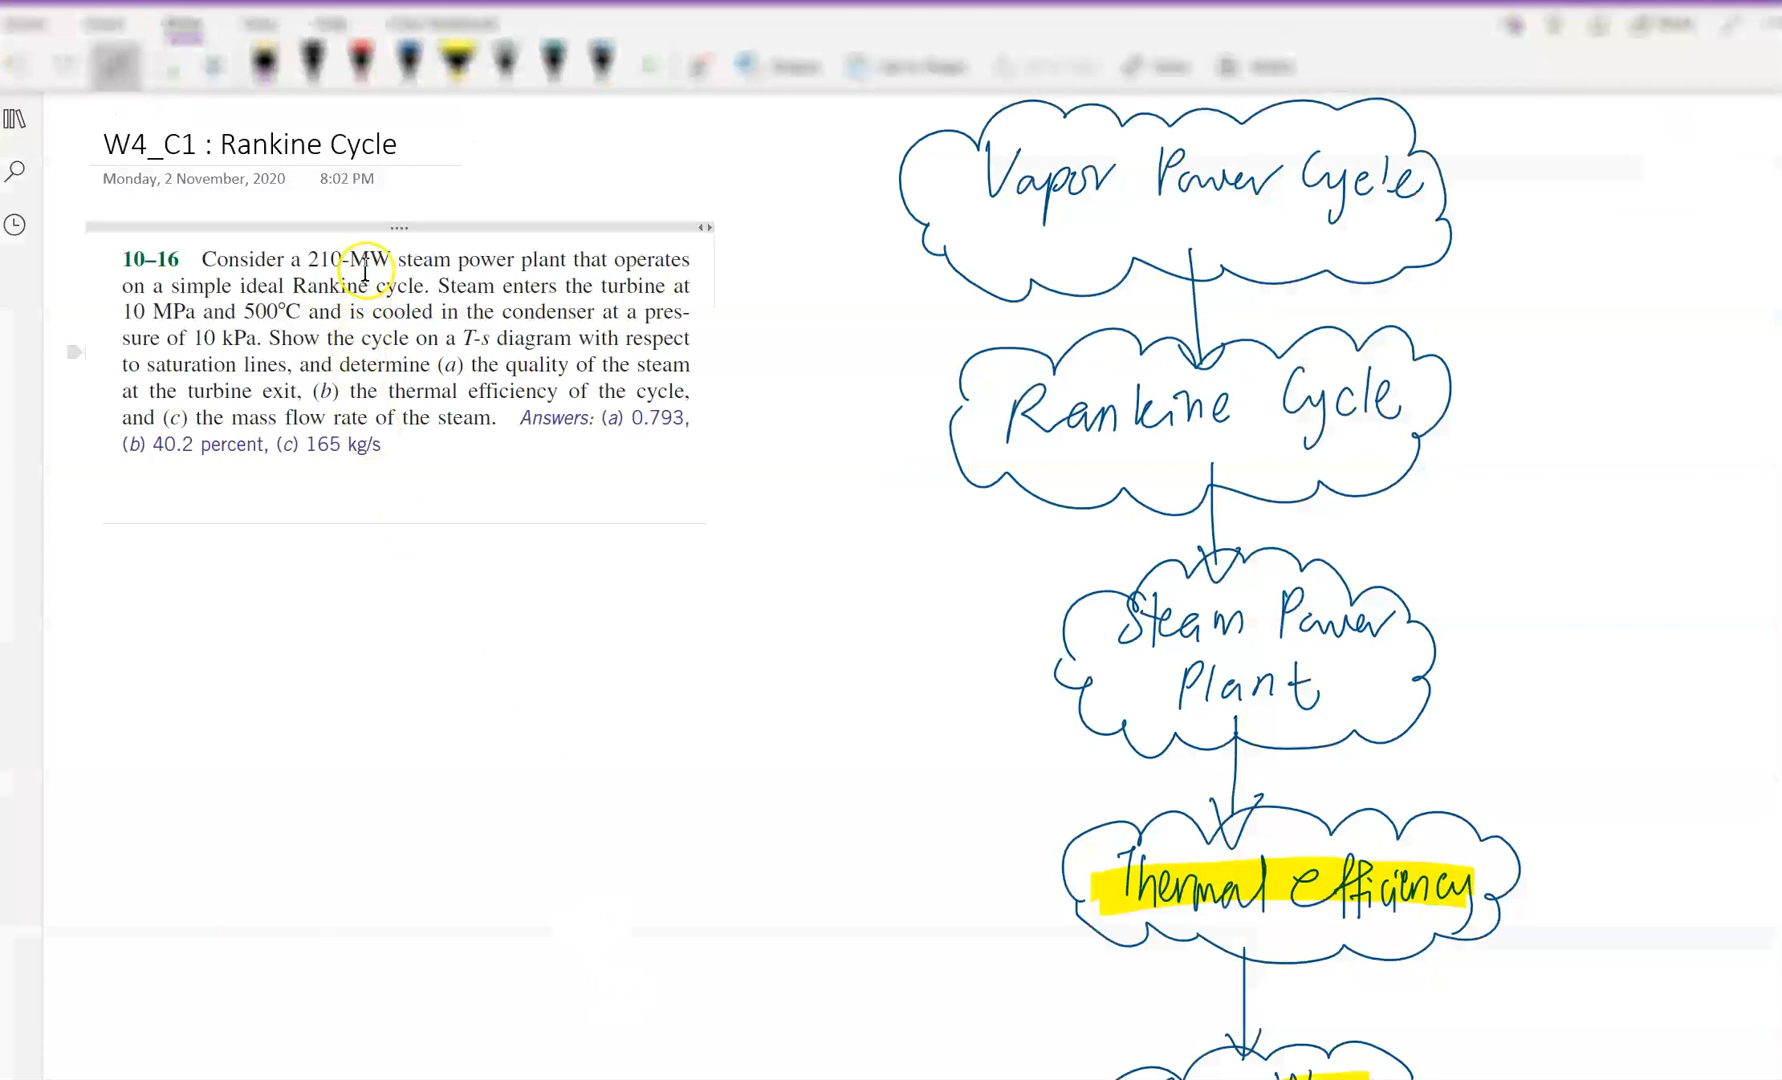 W4_C1 : Rankine Cycle
Monday, 2 November, 2020 8:02 PM
10–16 Consider a 210-MW steam power plant that operates
on a simple ideal Rankine cycle. Steam enters the turbine at
10 MPa and 500°C and is cooled in the condenser at a pres-
sure of 10 kPa. Show the cycle on a T-s diagram with respect
to saturation lines, and determine (a) the quality of the steam
at the turbine exit, (b) the thermal efficiency of the cycle,
and (c) the mass flow rate of the steam. Answers: (a) 0.793,
(b) 40.2 percent, (c) 165 kg/s
Vapor Power Cycle
Rankine Cycle
Steam Power
Plant
Thermal efficiency